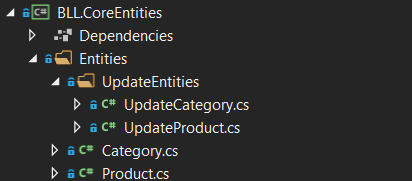 BLL.CoreEntities
Dependencies
Entities
UpdateEntities
C# UpdateCategory.cs
C# UpdateProduct.cs
C# Category.cs
C# Product.cs